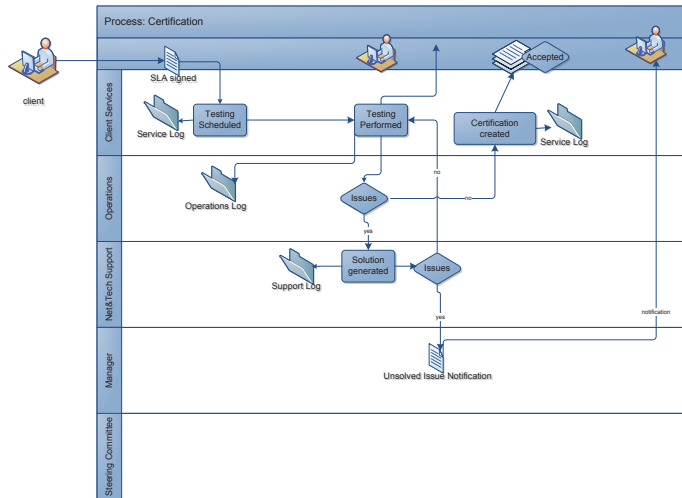 Process: Certification
client
SLA signed
Accepted
Client Services
Service Log
Testing
Scheduled
Testing
Performed
Certification
created
Service Log
Operations
Operations Log
Issues
no
no
yes
Net&Tech Support
Support Log
Solution
generated
Issues
yes
notification
Manager
Unsolved Issue Notification
Steering Committee